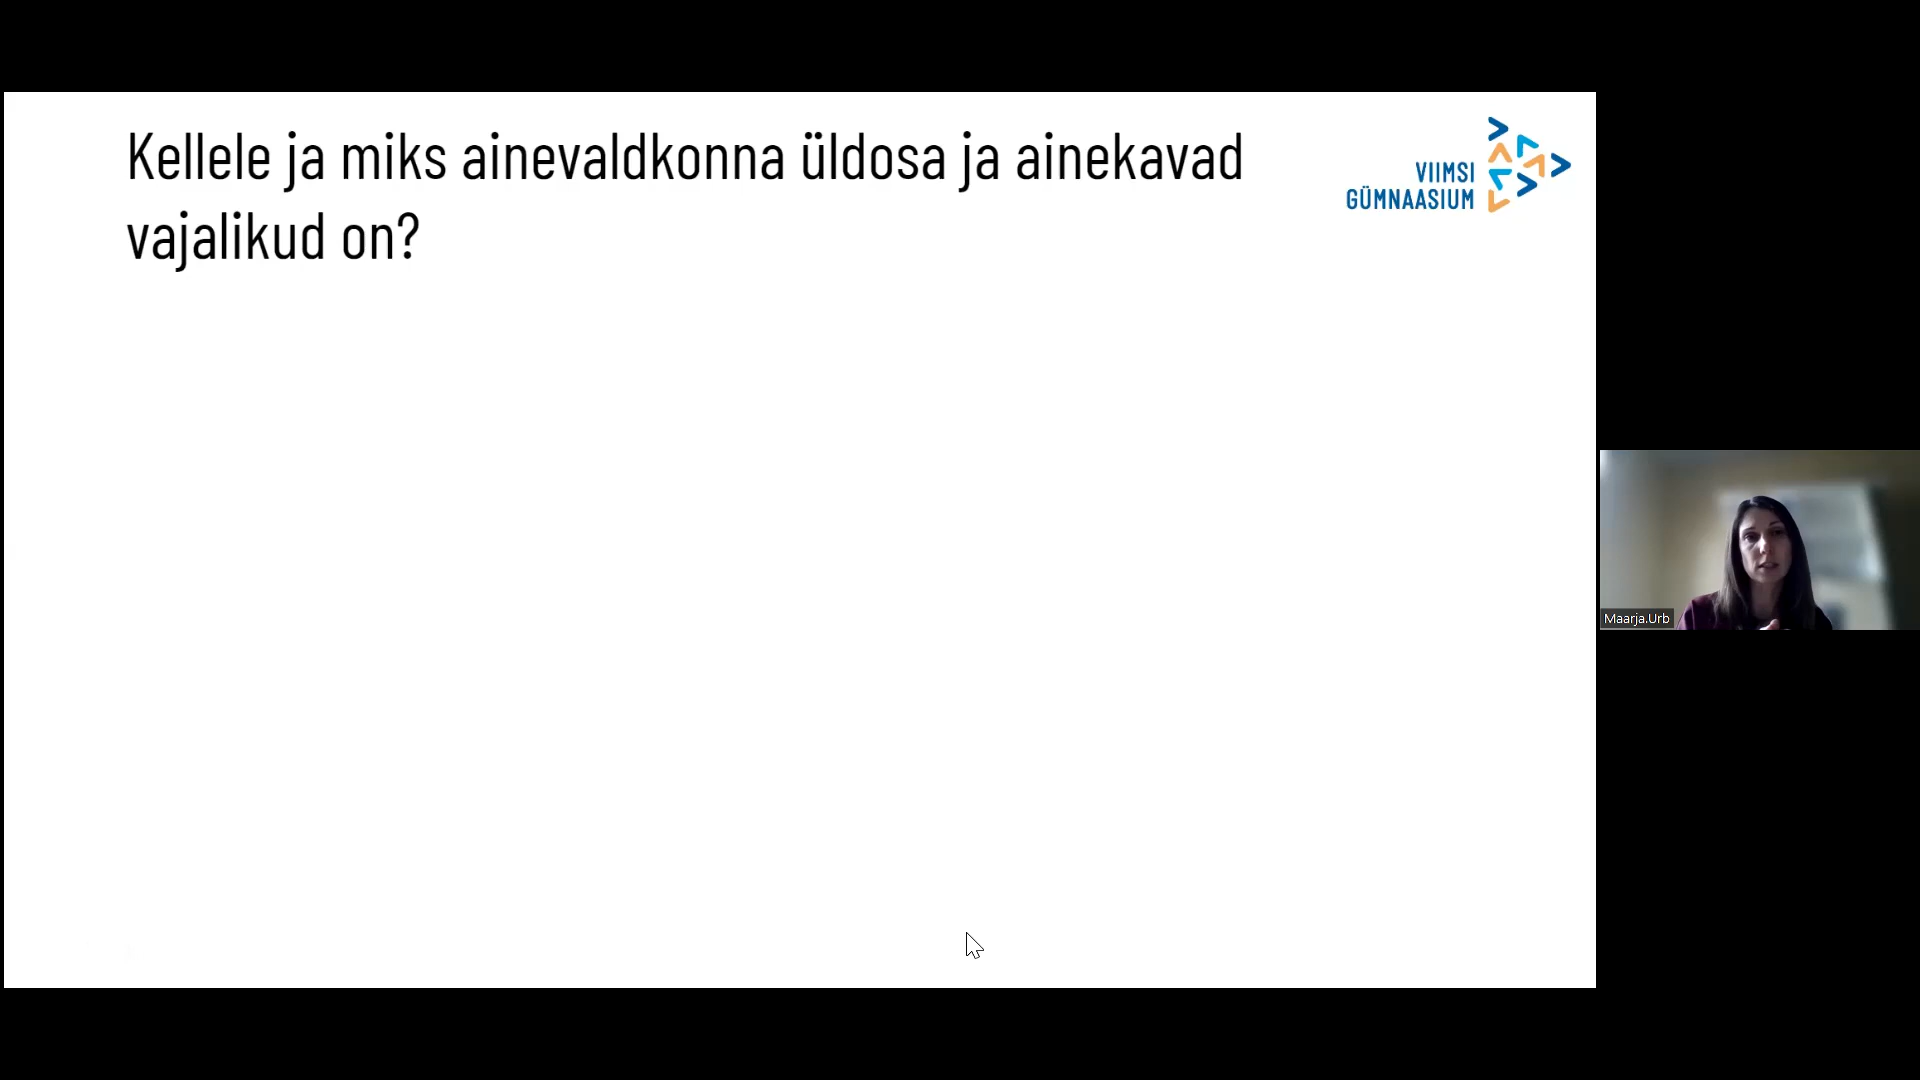 Kellele ja miks ainevaldkonna üldosa ja ainekavad
vajalikud on?
VIIMSI
GÜMNAASIUM
Maarja.Urb